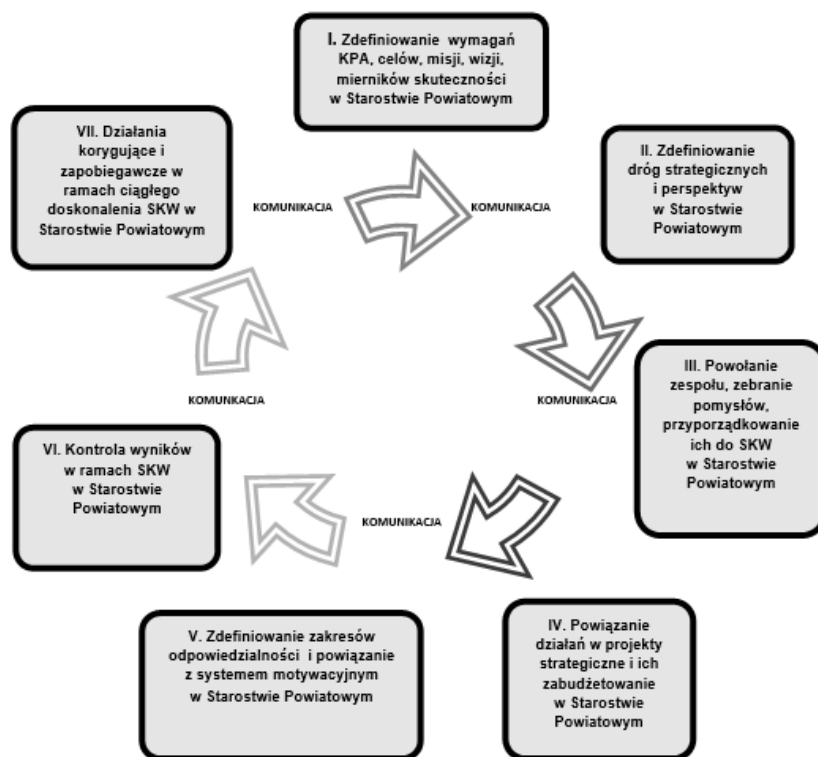 I. Zdefiniowanie wymagań
KPA, celów, misji, wizji,
mierników skuteczności
w Starostwie Powiatowym
VII. Działania
korygujące i
zapobiegawcze w
ramach ciągłego
doskonalenia SKW w
Starostwie Powiatowym
II. Zdefiniowanie
dróg strategicznych
i perspektyw
w Starostwie
Powiatowym
KOMUNIKACJA
KOMUNIKACJA
III. Powołanie
zespołu, zebranie
pomysłów,
przyporządkowanie
ich do SKW
w Starostwie
Powiatowym
KOMUNKACJA
KOMUNIKACJA
VI. Kontrola wyników
w ramach SKW
w Starostwie
Powiatowym
KOMUNIKACJA
V. Zdefiniowanie zakresów
odpowiedzialności i powiązanie
z systemem motywacyjnym
w Starostwie Powiatowym
IV. Powiązanie
działań w projekty
strategiczne i ich
zabudżetowanie
w Starostwie
Powiatowym